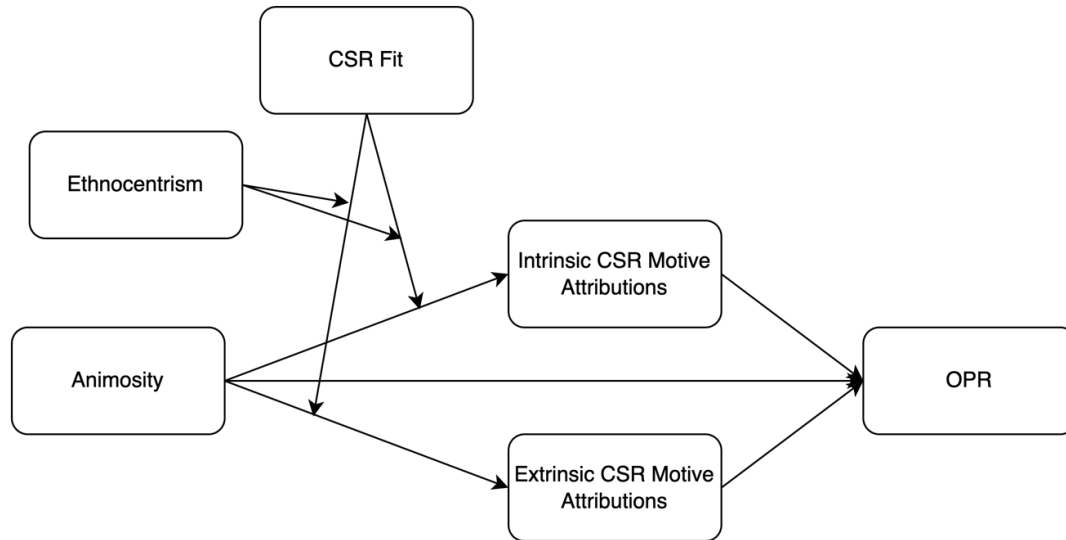 CSR Fit
Ethnocentrism
Intrinsic CSR Motive
Attributions
Animosity
OPR
Extrinsic CSR Motive
Attributions